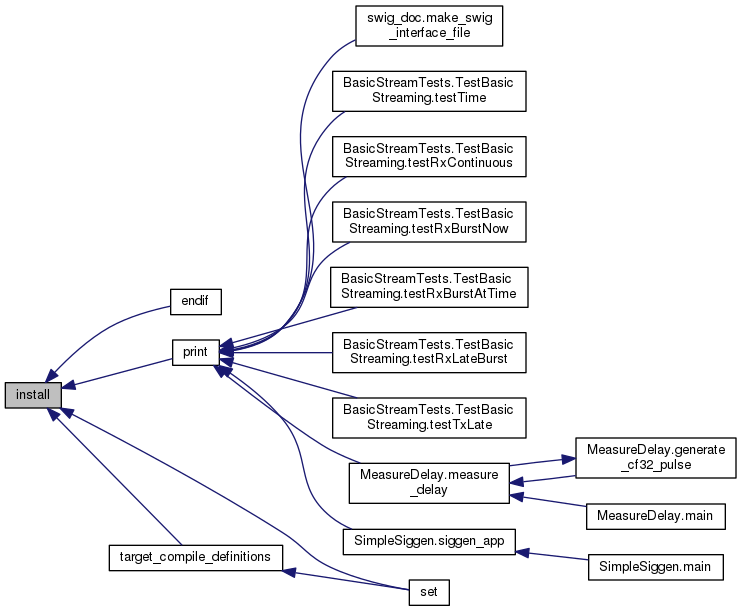 swig_doc.make_swig
_interface_file
BasicStreamTests.TestBasic
Streaming.testTime
BasicStreamTests.TestBasic
Streaming.testRxContinuous
BasicStreamTests.TestBasic
Streaming.testRxBurstNow
BasicStreamTests.TestBasic
Streaming.testRxBurstAtTime
endif
print
BasicStreamTests.TestBasic
Streaming.testRxLateBurst
install
BasicStreamTests.TestBasic
Streaming.testTxLate
MeasureDelay.generate
_cf32_pulse
MeasureDelay.measure
_delay
MeasureDelay.main
SimpleSiggen.siggen_app
target_compile_definitions
SimpleSiggen.main
set